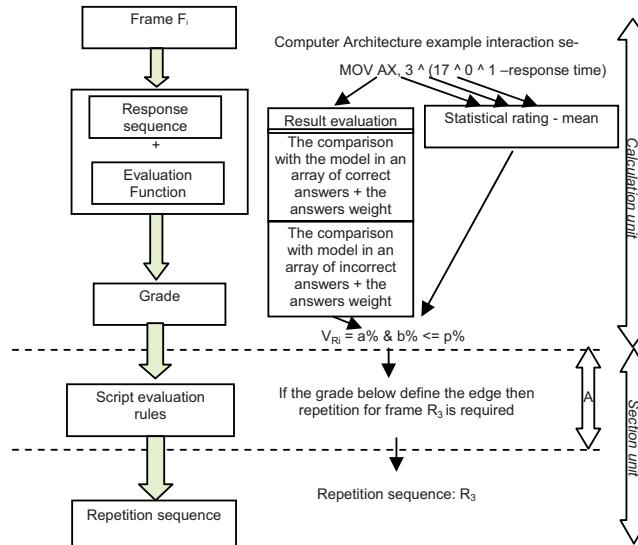 Frame Fi
Computer Architecture example interaction se-
MOV AX, 3 ^ (17 ^ 0 ^ 1 –response time)
Response
sequence
+
Evaluation
Function
Result evaluation
The comparison
with the model in an
array of correct
answers + the
answers weight
The comparison
with model in an
array of incorrect
answers + the
answers weight
Statistical rating - mean
Calculation unit
Grade
VRi = a% & b% <= p%
Script evaluation
rules
If the grade below define the edge then
repetition for frame R3 is required
A
Section unit
Repetition sequence
Repetition sequence: R3